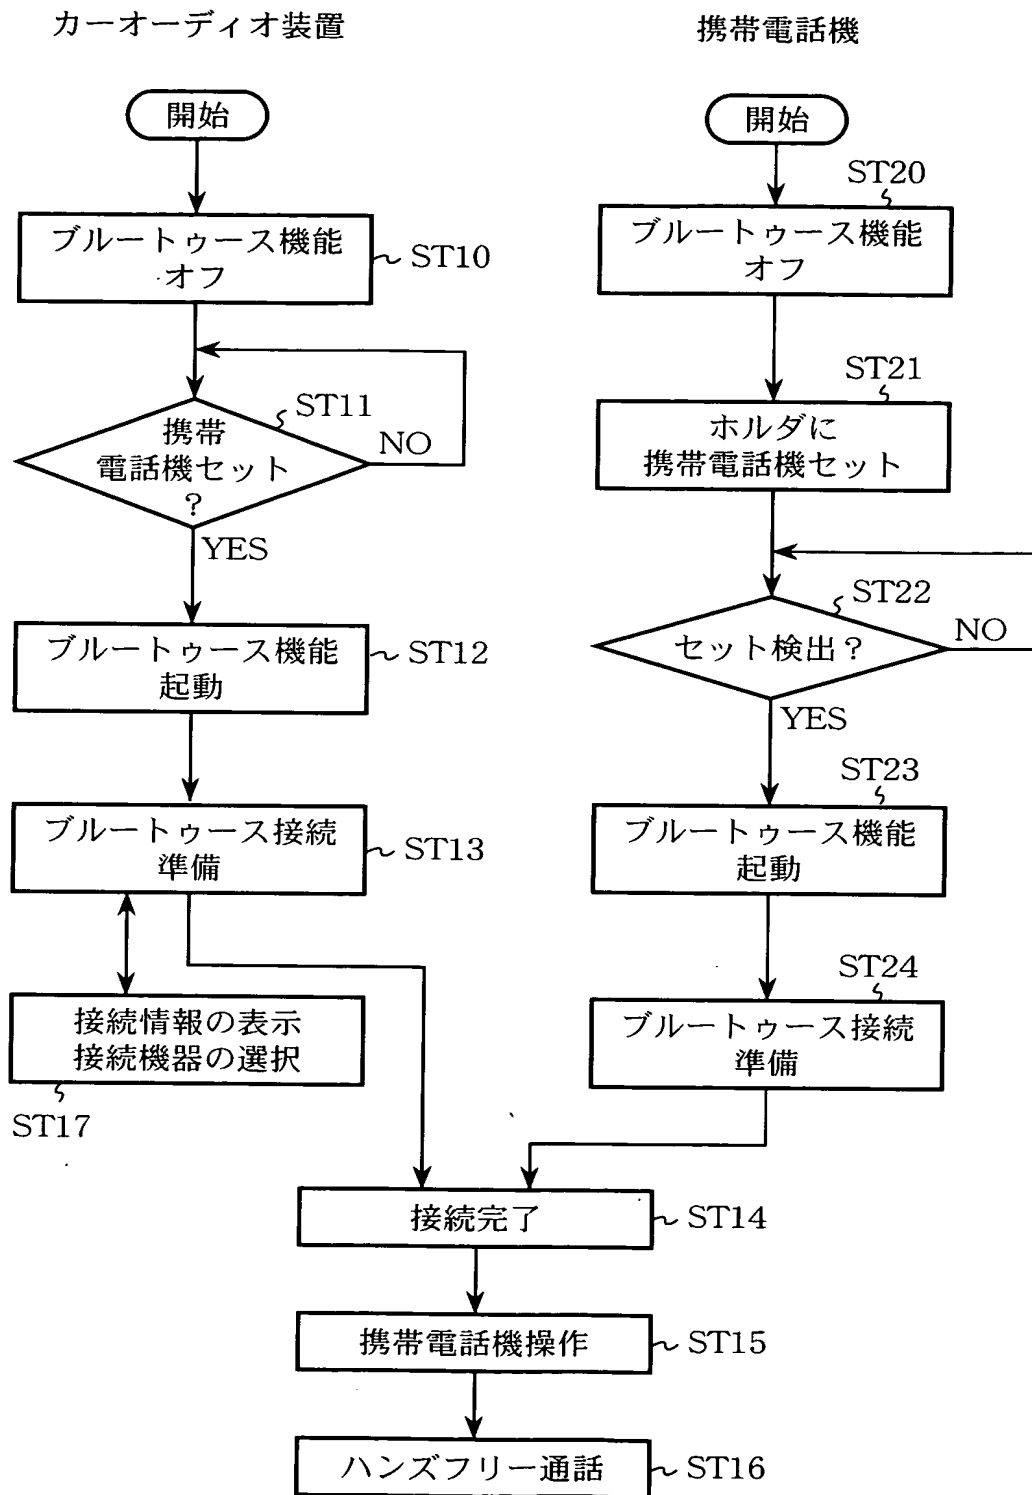 カーオーディオ装置
開始
ブルートゥース機能
オフ
ST10
携帯
電話機セット
?
ST11
NO
YES
ブルートゥース機能
起動
ST12
ブルートゥース接続
準備
ST13
接続情報の表示
接続機器の選択
ST17
携帯電話機
開始
ST20
ブルートゥース機能
オフ
ST21
ホルダに
携帯電話機セット
ST22
セット検出?
NO
YES
ST23
ブルートゥース機能
起動
ST24
ブルートゥース接続
準備
接続完了
ST14
携帯電話機操作
ST15
ハンズフリー通話
ST16